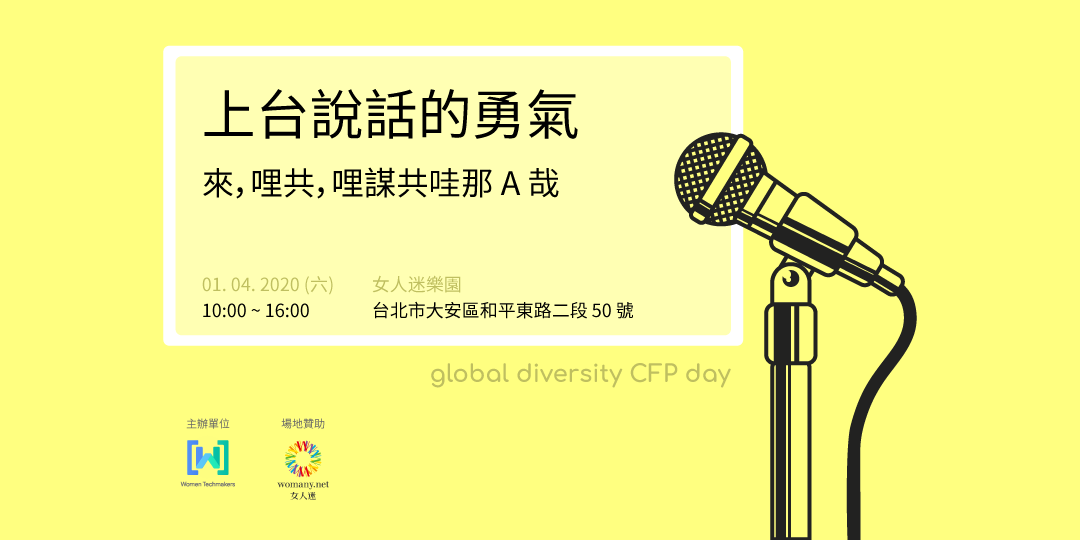 上台說話的勇氣
來，哩共，哩謀共哇那 A 哉
01. 04. 2020 (六)
女人迷樂園
10:00 ~ 16:00
台北市大安區和平東路二段 50 號
global diversity CFP day
主辦單位
場地贊助
Women Techmakers
womany.net
女人迷